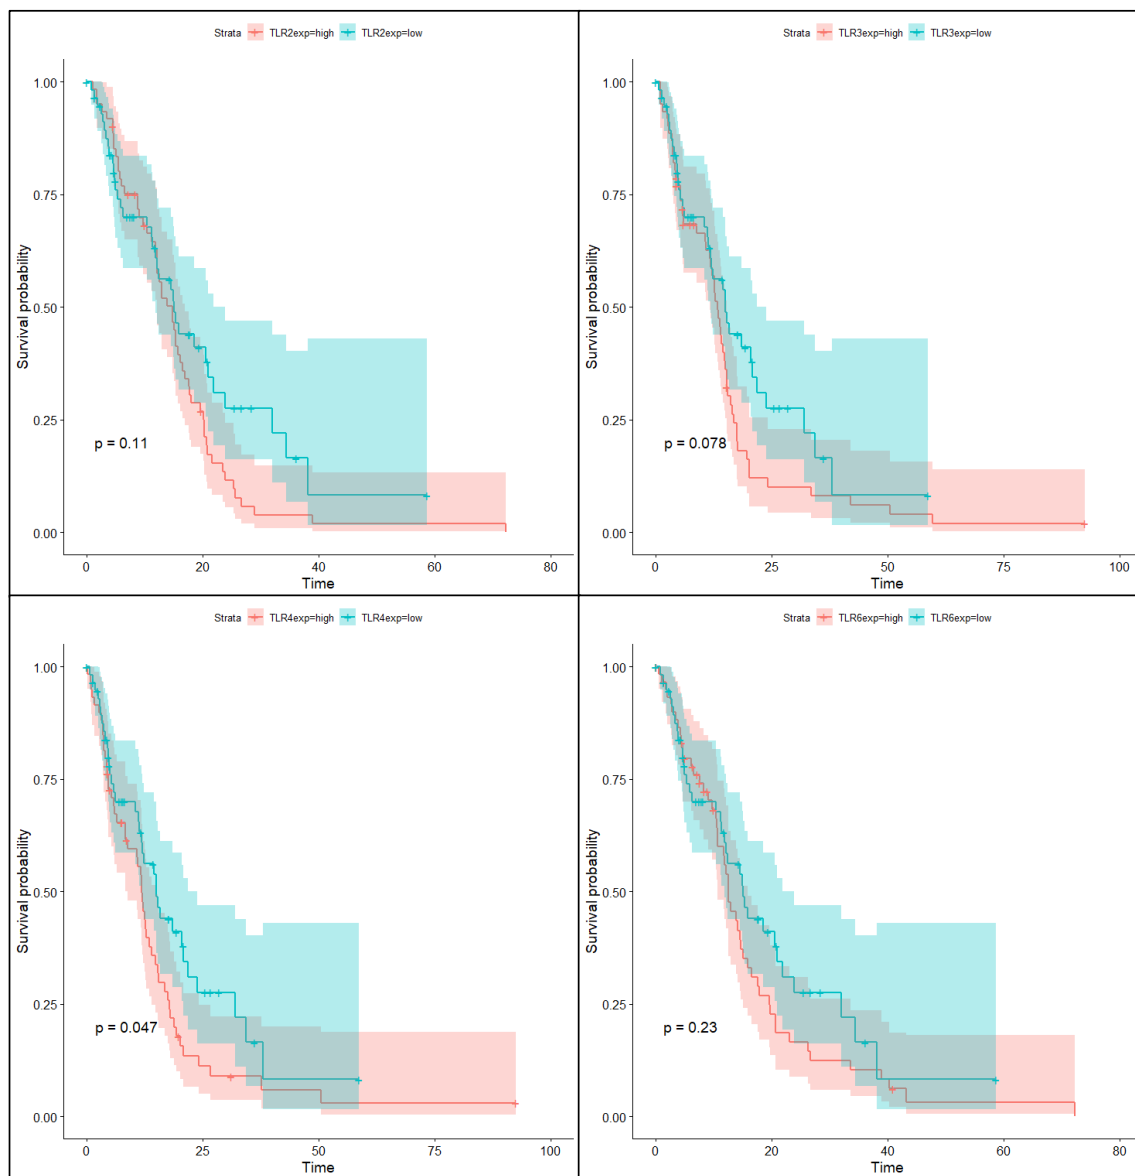 Strata TLR2exp=high TLR2exp=low
Survival probability
1.00
0.75
0.50
0.25
0.00
p = 0.11
0 20 40 60 80
Time
Strata TLR3exp=high TLR3exp=low
Survival probability
1.00
0.75
0.50
0.25
0.00
p = 0.078
0 25 50 75 100
Time
Strata TLR4exp=high TLR4exp=low
Survival probability
1.00
0.75
0.50
0.25
0.00
p = 0.047
0 25 50 75 100
Time
Strata TLR6exp=high TLR6exp=low
Survival probability
1.00
0.75
0.50
0.25
0.00
p = 0.23
0 20 40 60 80
Time